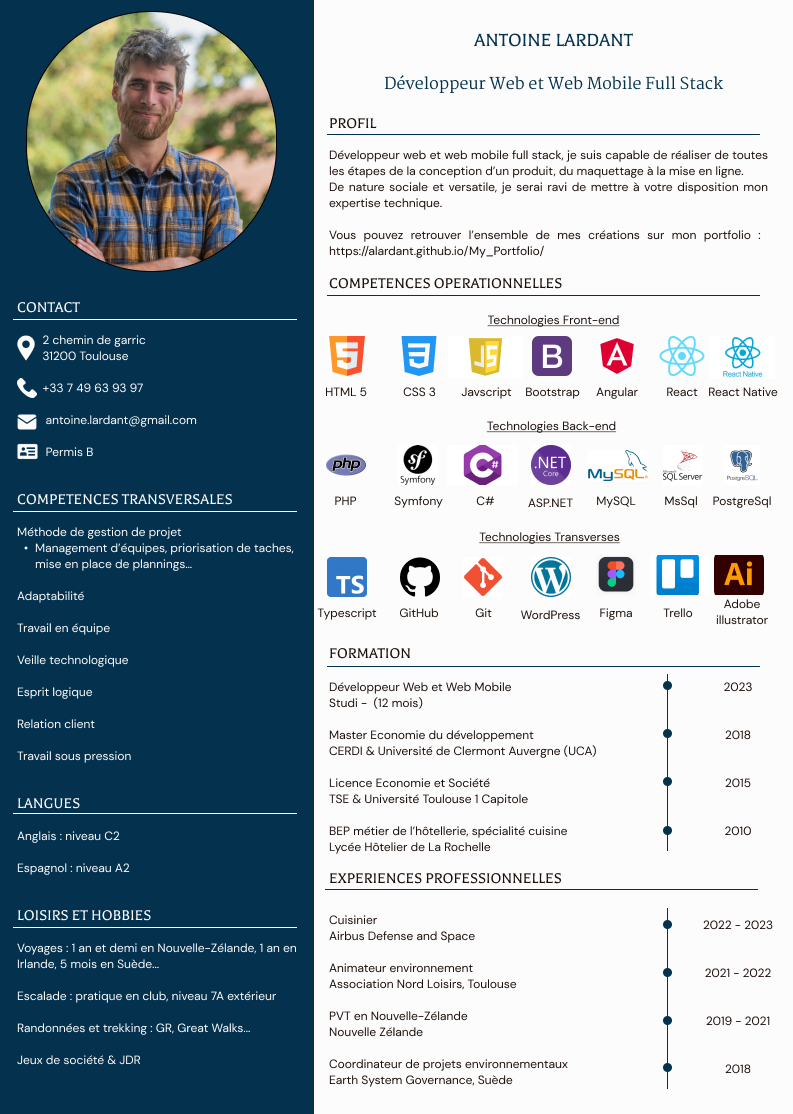 CONTACT
2 chemin de garric
31200 Toulouse
+33 7 49 63 93 97
antoine.lardant@gmail.com
Permis B
COMPETENCES TRANSVERSALES
Méthode de gestion de projet
• Management d'équipes, priorisation de taches,
mise en place de plannings...
Adaptabilité
Travail en équipe
Veille technologique
Esprit logique
Relation client
Travail sous pression
LANGUES
Anglais : niveau C2
Espagnol : niveau A2
LOISIRS ET HOBBIES
Voyages : 1 an et demi en Nouvelle-Zélande, 1 an en
Irlande, 5 mois en Suède...
Escalade : pratique en club, niveau 7A extérieur
Randonnées et trekking : GR, Great Walks...
Jeux de société & JDR
ANTOINE LARDANT
Développeur Web et Web Mobile Full Stack
PROFIL
Développeur web et web mobile full stack, je suis capable de réaliser de toutes
les étapes de la conception d'un produit, du maquettage à la mise en ligne.
De nature sociale et versatile, je serai ravi de mettre à votre disposition mon
expertise technique.
Vous pouvez retrouver l'ensemble de mes créations sur mon portfolio :
https://alardant.github.io/My_Portfolio/
COMPETENCES OPERATIONNELLES
Technologies Front-end
5 3 JS B A React Native
HTML 5 CSS 3 Javscript Bootstrap Angular React React Native
Technologies Back-end
php sf Symfony C# .NET Core MySQL SQL Server PostgreSQL
PHP Symfony C# ASP.NET MySQL MsSql PostgreSql
Technologies Transverses
TS W Ai
Typescript GitHub Git WordPress Figma Trello Adobe
illustrator
FORMATION
Développeur Web et Web Mobile 2023
Studi - (12 mois)
Master Economie du développement 2018
CERDI & Université de Clermont Auvergne (UCA)
Licence Economie et Société 2015
TSE & Université Toulouse 1 Capitole
BEP métier de l'hôtellerie, spécialité cuisine 2010
Lycée Hôtelier de La Rochelle
EXPERIENCES PROFESSIONNELLES
Cuisinier 2022 - 2023
Airbus Defense and Space
Animateur environnement 2021 - 2022
Association Nord Loisirs, Toulouse
PVT en Nouvelle-Zélande 2019 - 2021
Nouvelle Zélande
Coordinateur de projets environnementaux 2018
Earth System Governance, Suède